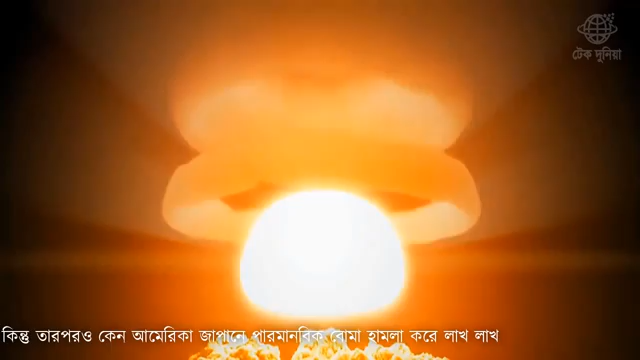 টেক দুনিয়া
কিন্তু তারপরও কেন আমেরিকা জাপানে পারমানবিক বোমা হামলা করে লাখ লাখ